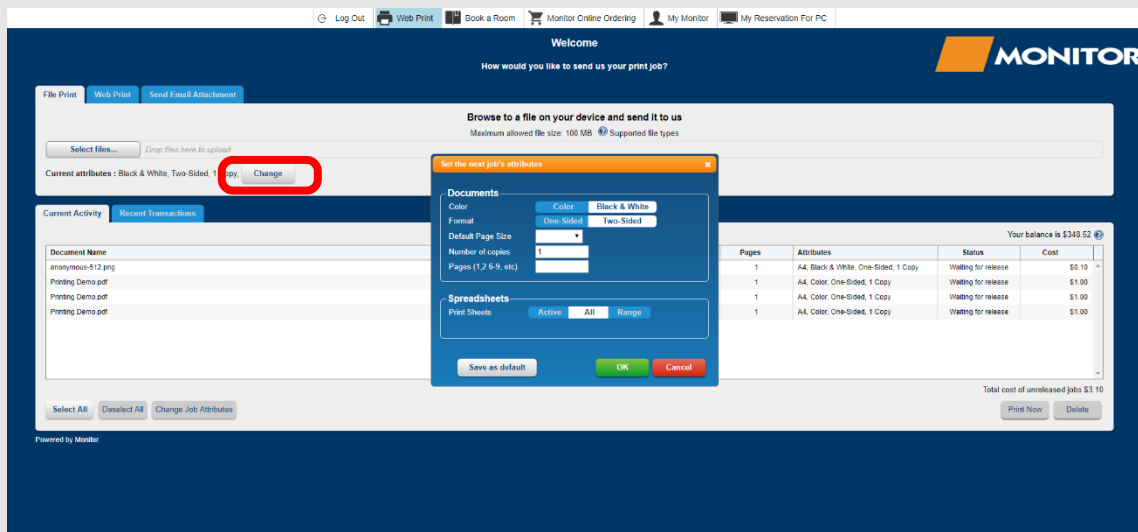 Log Out Web Print Book a Room Monitor Online Ordering My Monitor My Reservation For PC
Welcome
MONITOR
How would you like to send us your print job?
File Print Web Print Send Email Attachment
Browse to a file on your device and send it to us
Maximum allowed file size: 100 MB Supported file types
Select files... Drop files here to upload
Current attributes : Black & White, Two-Sided, 1 Copy, Change
Set the next job's attributes x
Documents
Color Color Black & White
Format One-Sided Two-Sided
Default Page Size
Number of copies 1
Pages (1,2 6-9, etc)
Spreadsheets
Print Sheets Active All Range
Save as default OK Cancel
Current Activity Recent Transactions
Your balance is $348.52
Document Name Pages Attributes Status Cost
anonymous-512.png 1 A4, Black & White, One-Sided, 1 Copy Waiting for release $0.10
Printing Demo.pdf 1 A4, Color, One-Sided, 1 Copy Waiting for release $1.00
Printing Demo.pdf 1 A4, Color, One-Sided, 1 Copy Waiting for release $1.00
Printing Demo.pdf 1 A4, Color, One-Sided, 1 Copy Waiting for release $1.00
Total cost of unreleased jobs $3.10
Select All Deselect All Change Job Attributes Print Now Delete
Powered by Monitor